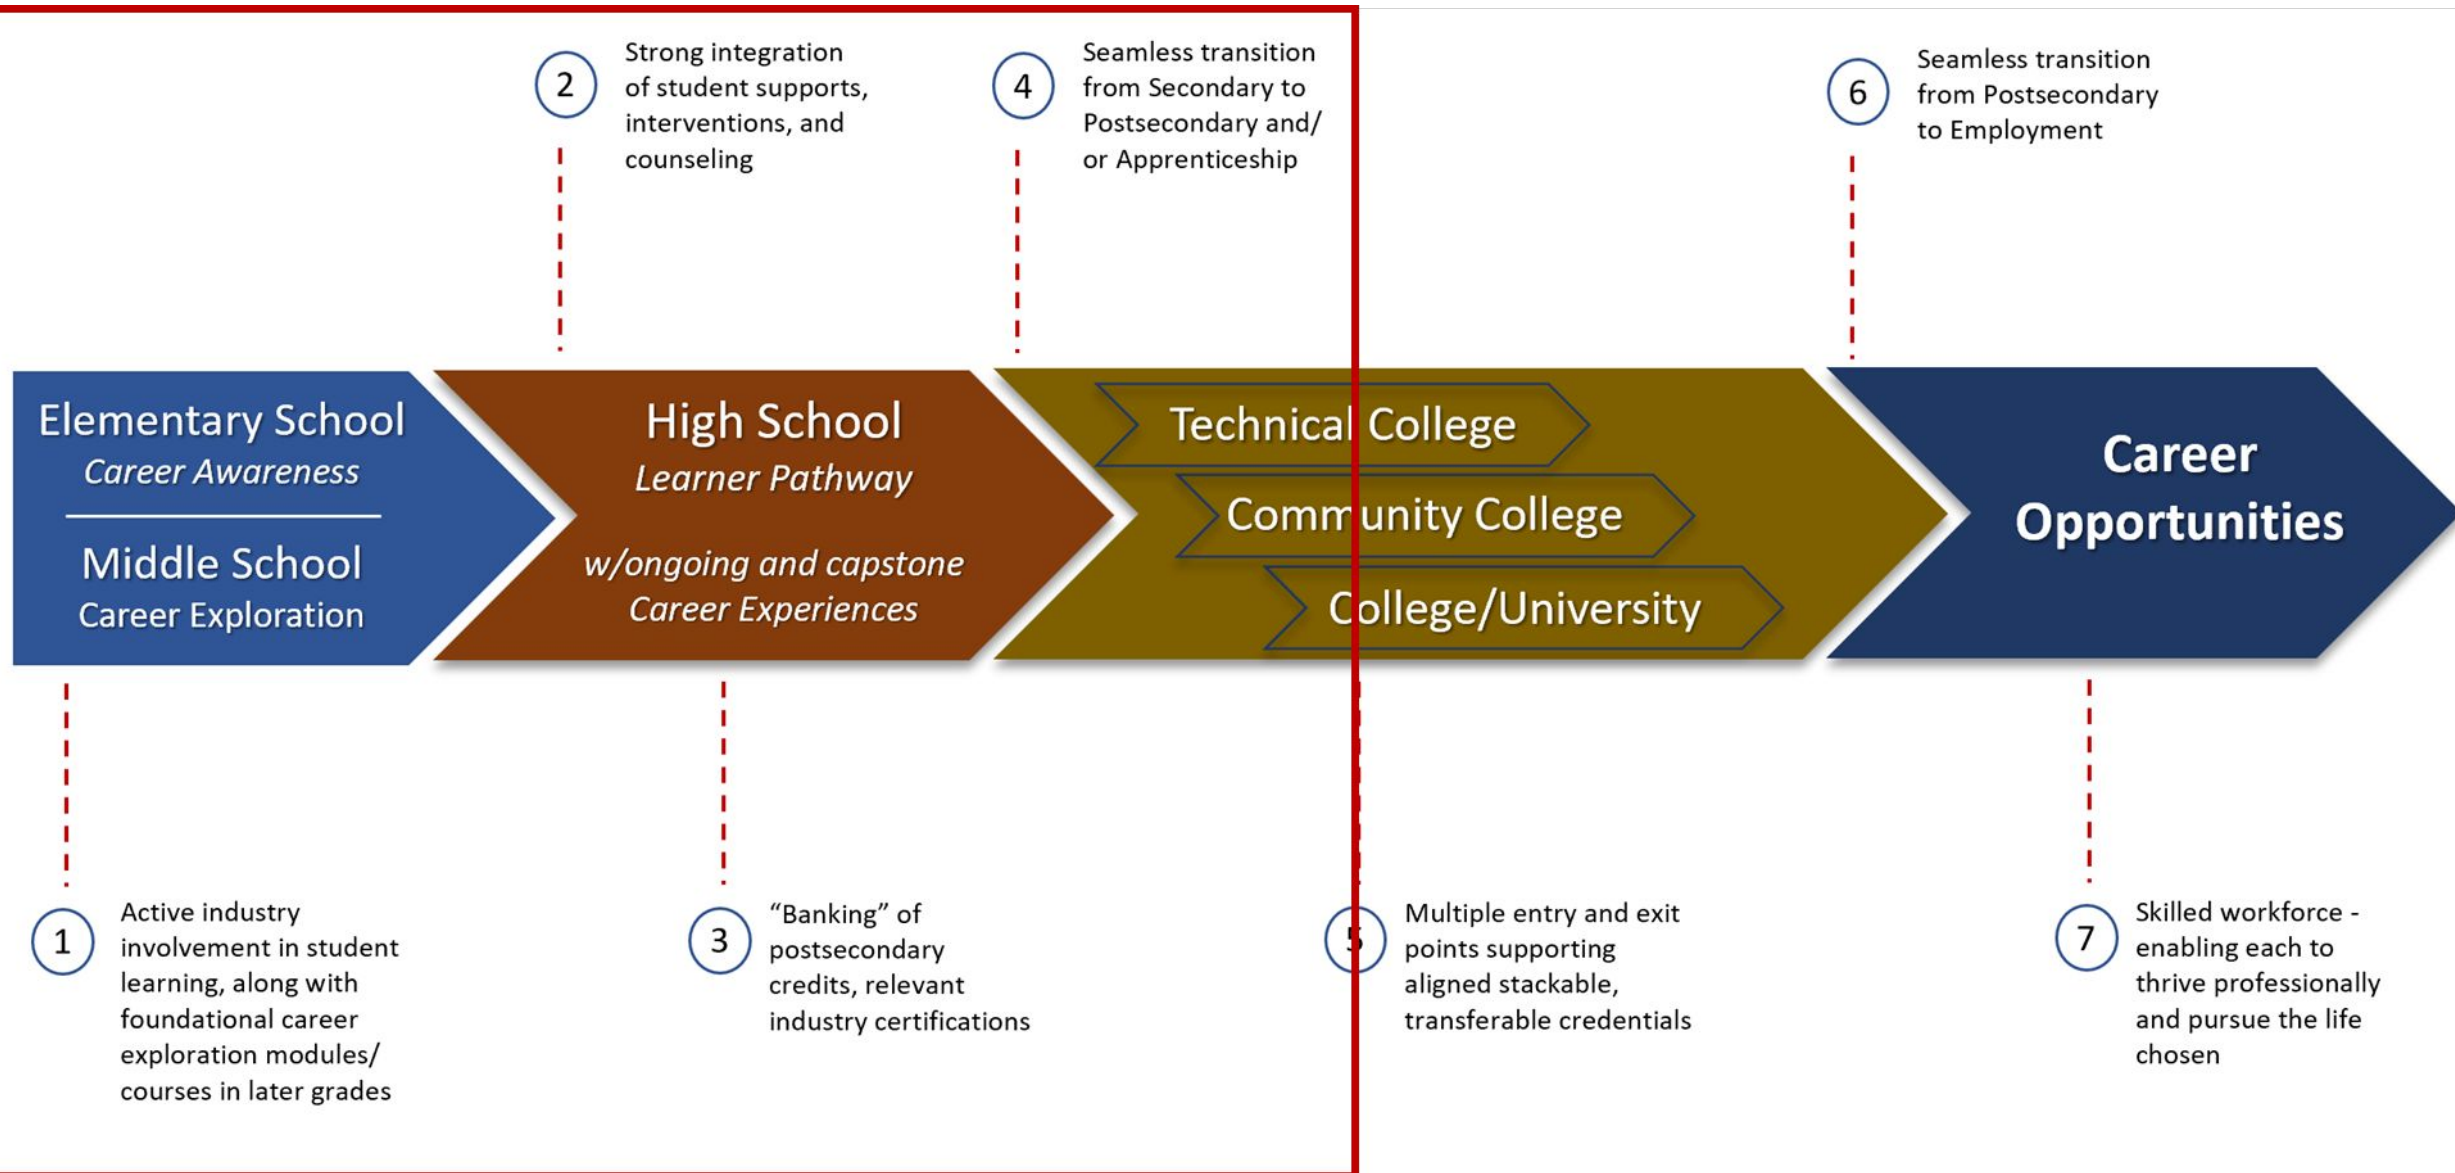 2
Strong integration
of student supports,
interventions, and
counseling
4
Seamless transition
from Secondary to
Postsecondary and/
or Apprenticeship
6
Seamless transition
from Postsecondary
to Employment
Elementary School
Career Awareness
Middle School
Career Exploration
High School
Learner Pathway
w/ongoing and capstone
Career Experiences
Technical College
Community College
College/University
Career
Opportunities
1
Active industry
involvement in student
learning, along with
foundational career
exploration modules/
courses in later grades
3
“Banking” of
postsecondary
credits, relevant
industry certifications
5
Multiple entry and exit
points supporting
aligned stackable,
transferable credentials
7
Skilled workforce -
enabling each to
thrive professionally
and pursue the life
chosen